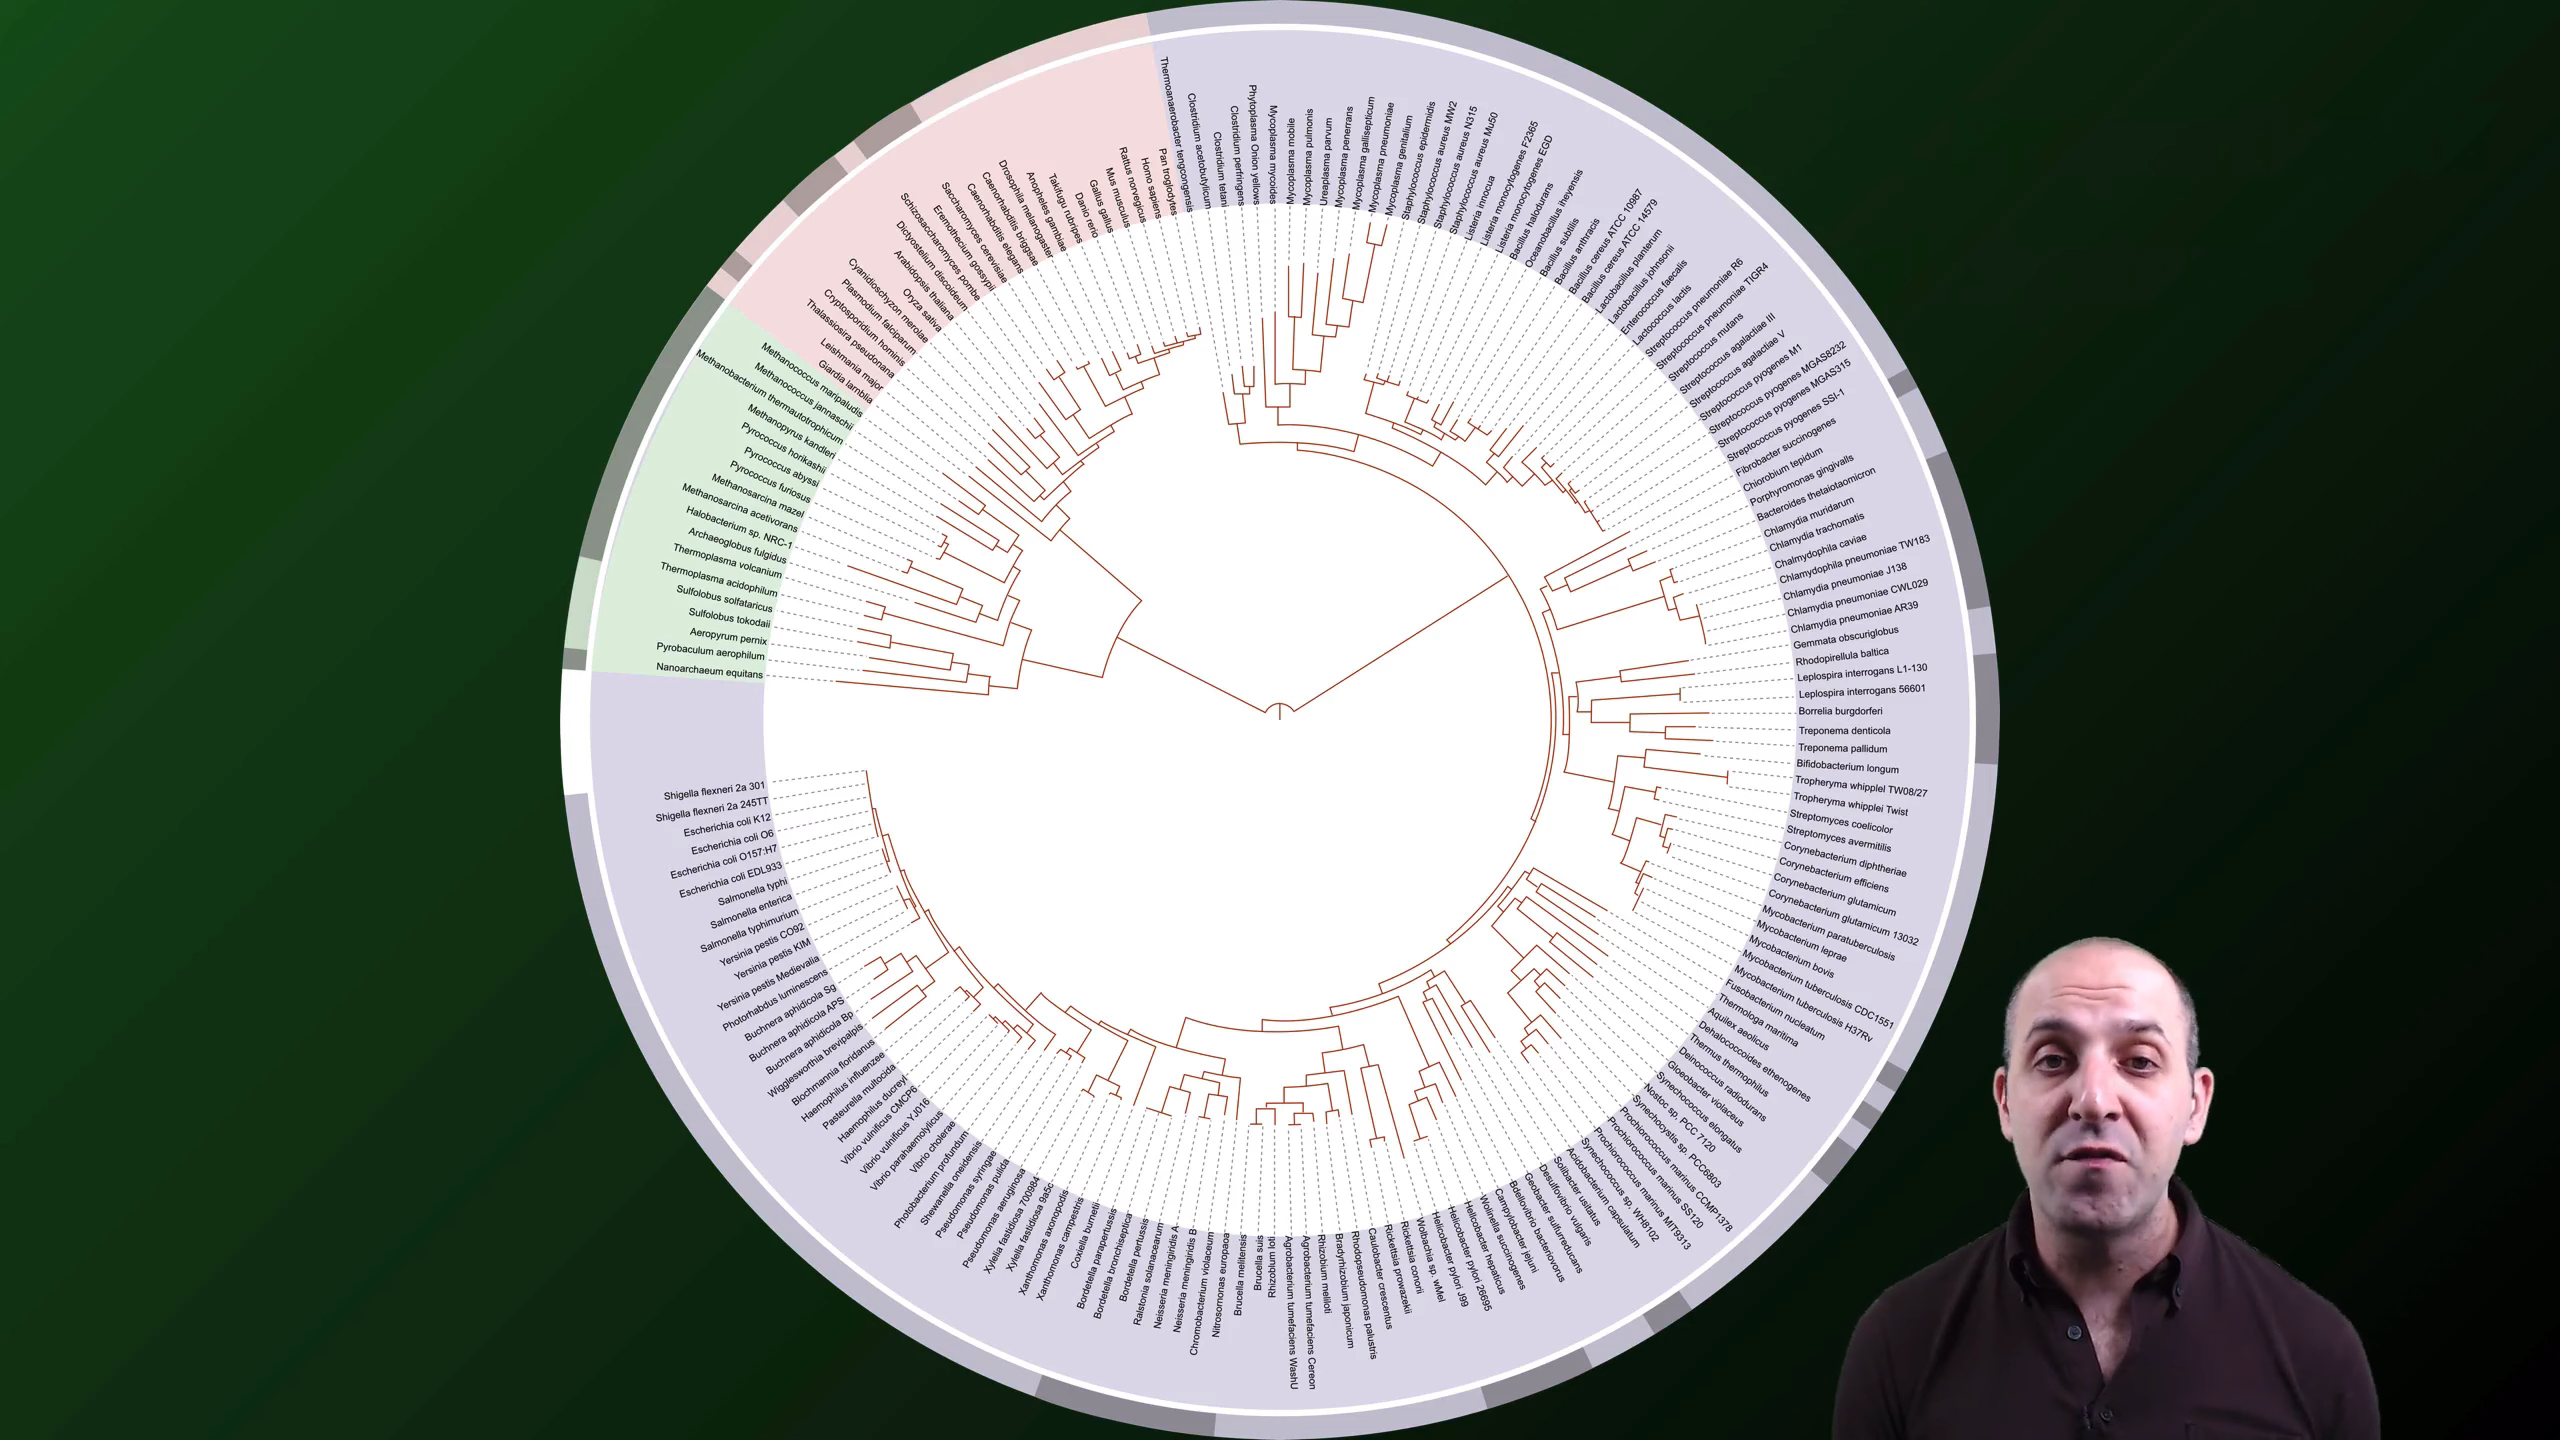 Thermoanaerobacter tengcongensis
Clostridium acetobutylicum
Clostridium tetani
Clostridium perfringens
Phytoplasma Onion yellows
Mycoplasma mycoides
Mycoplasma mobile
Mycoplasma pulmonis
Ureaplasma parvum
Mycoplasma penetrans
Mycoplasma gallisepticum
Mycoplasma pneumoniae
Mycoplasma genitalium
Staphylococcus epidermidis
Staphylococcus aureus MW2
Staphylococcus aureus N315
Staphylococcus aureus Mu50
Listeria innocua
Listeria monocytogenes F2365
Listeria monocytogenes EGD
Bacillus halodurans
Oceanobacillus iheyensis
Bacillus subtilis
Bacillus anthracis
Bacillus cereus ATCC 10987
Bacillus cereus ATCC 14579
Lactobacillus planterum
Lactobacillus johnsonii
Enterococcus faecalis
Lactococcus lactis
Streptococcus pneumoniae R6
Streptococcus pneumoniae TIGR4
Streptococcus mutans
Streptococcus agalactiae III
Streptococcus agalactiae V
Streptococcus pyogenes M1
Streptococcus pyogenes MGAS8232
Streptococcus pyogenes MGAS315
Streptococcus pyogenes SSI-1
Fibrobacter succinogenes
Chlorobium tepidum
Porphyromonas gingivalis
Bacteroides thetaiotaomicron
Chlamydia muridarum
Chlamydia trachomatis
Chalmydophila caviae
Chlamydophila pneumoniae TW183
Chlamydia pneumoniae J138
Chlamydia pneumoniae CWL029
Chlamydia pneumoniae AR39
Gemmata obscuriglobus
Rhodopirellula baltica
Leplospira interrogans L1-130
Leplospira interrogans 56601
Borrelia burgdorferi
Treponema denticola
Treponema pallidum
Bifidobacterium longum
Tropheryma whipplel TW08/27
Tropheryma whipplei Twist
Streptomyces coelicolor
Streptomyces avermitilis
Corynebacterium diphtheriae
Corynebacterium efficiens
Corynebacterium glutamicum
Corynebacterium glutamicum 13032
Mycobacterium paratuberculosis
Mycobacterium leprae
Mycobacterium bovis
Mycobacterium tuberculosis CDC1551
Mycobacterium tuberculosis H37Rv
Fusobacterium nucleatum
Thermologa maritima
Aquilex aeolicus
Dehalococcoides ethenogenes
Thermus thermophilus
Deinococcus radiodurans
Gloeobacter violaceus
Synechococcus elongatus
Nostoc sp. PCC 7120
Synechocystis sp. PCC6803
Prochlorococcus marinus CCMP1378
Prochlorococcus marinus SS120
Prochlorococcus marinus MIT9313
Synechococcus sp. WH8102
Acidobacterium capsulatum
Solibacter usitatus
Desulfovibrio vulgaris
Geobacter sulfurreducans
Bdellovibrio bacteriovorus
Campylobacter jejuni
Wolinella succinogenes
Helicobacter hepaticus
Helicobacter pylori 26695
Helicobacter pylori J99
Wolbachia sp. wMel
Rickettsia conorii
Rickettsia prowazekii
Caulobacter crescentus
Rhodopseudomonas palustris
Bradyrhizobium japonicum
Rhizobium meliloti
Agrobacterium tumefaciens Cereon
Agrobacterium tumefaciens WashU
Rhizobium loti
Brucella suis
Brucella melitensis
Nitrosomonas europaea
Chromobacterium violaceum
Neisseria meningiridis B
Neisseria meningiridis A
Ralstonia solanacearum
Bordetella pertussis
Bordetella bronchiseptica
Bordetella parapertussis
Coxiella burnetii
Xanthomonas campestris
Xanthomonas axonopodis
Xylella fastidiosa 9a5c
Xylella fastidiosa 700984
Pseudomonas aeruginosa
Pseudomonas putida
Pseudomonas syringae
Shewanella oneidensis
Photobacterium profundum
Vibrio cholerae
Vibrio parahaemolyticus
Vibrio vulnificus YJ016
Vibrio vulnificus CMCP6
Haemophilus ducreyi
Pasteurella multocida
Haemophilus influenzee
Blochmannia floridanus
Wigglesworthia brevipalpis
Buchnera aphidicola Bp
Buchnera aphidicola APS
Buchnera aphidicola Sg
Photorhabdus luminescens
Yersinia pestis Medievalia
Yersinia pestis KIM
Yersinia pestis CO92
Salmonella typhimurium
Salmonella enterica
Salmonella typhi
Escherichia coli EDL933
Escherichia coli O157:H7
Escherichia coli O6
Escherichia coli K12
Shigella flexneri 2a 245TT
Shigella flexneri 2a 301
Nanoarchaeum equitans
Pyrobaculum aerophilum
Aeropyrum pernix
Sulfolobus tokodaii
Sulfolobus solfataricus
Thermoplasma acidophilum
Thermoplasma volcanium
Archaeoglobus fulgidus
Halobacterium sp. NRC-1
Methanosarcina acetivorans
Methanosarcina mazei
Pyrococcus furiosus
Pyrococcus abyssi
Pyrococcus horikashii
Methanopyrus kandleri
Methanobacterium thermautotrophicum
Methanococcus jannaschii
Methanococcus maripaludis
Giardia lamblia
Leishmania major
Thalassiosira pseudonana
Cryptosporidium hominis
Plasmodium falciparum
Cyanidioschyzon merolae
Oryza sativa
Arabidopsis thaliana
Dictyostelium discoideum
Schizosaccharomyces pombe
Eremothecium gossypii
Saccharomyces cerevisiae
Caenorhabditis elegans
Caenorhabditis briggsae
Drosophila melanogaster
Anopheles gambiae
Takifugu rubripes
Danio rerio
Gallus gallus
Mus musculus
Rattus norvegicus
Homo sapiens
Pan troglodytes